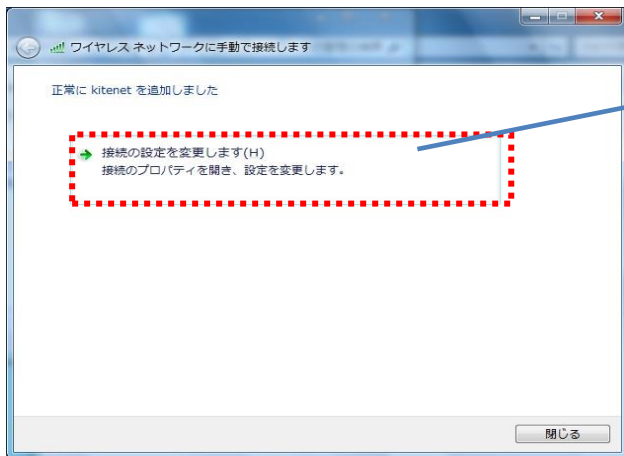 ワイヤレス ネットワークに手動で接続します
正常に kitenet を追加しました
接続の設定を変更します(H)
接続のプロパティを開き、設定を変更します。
閉じる